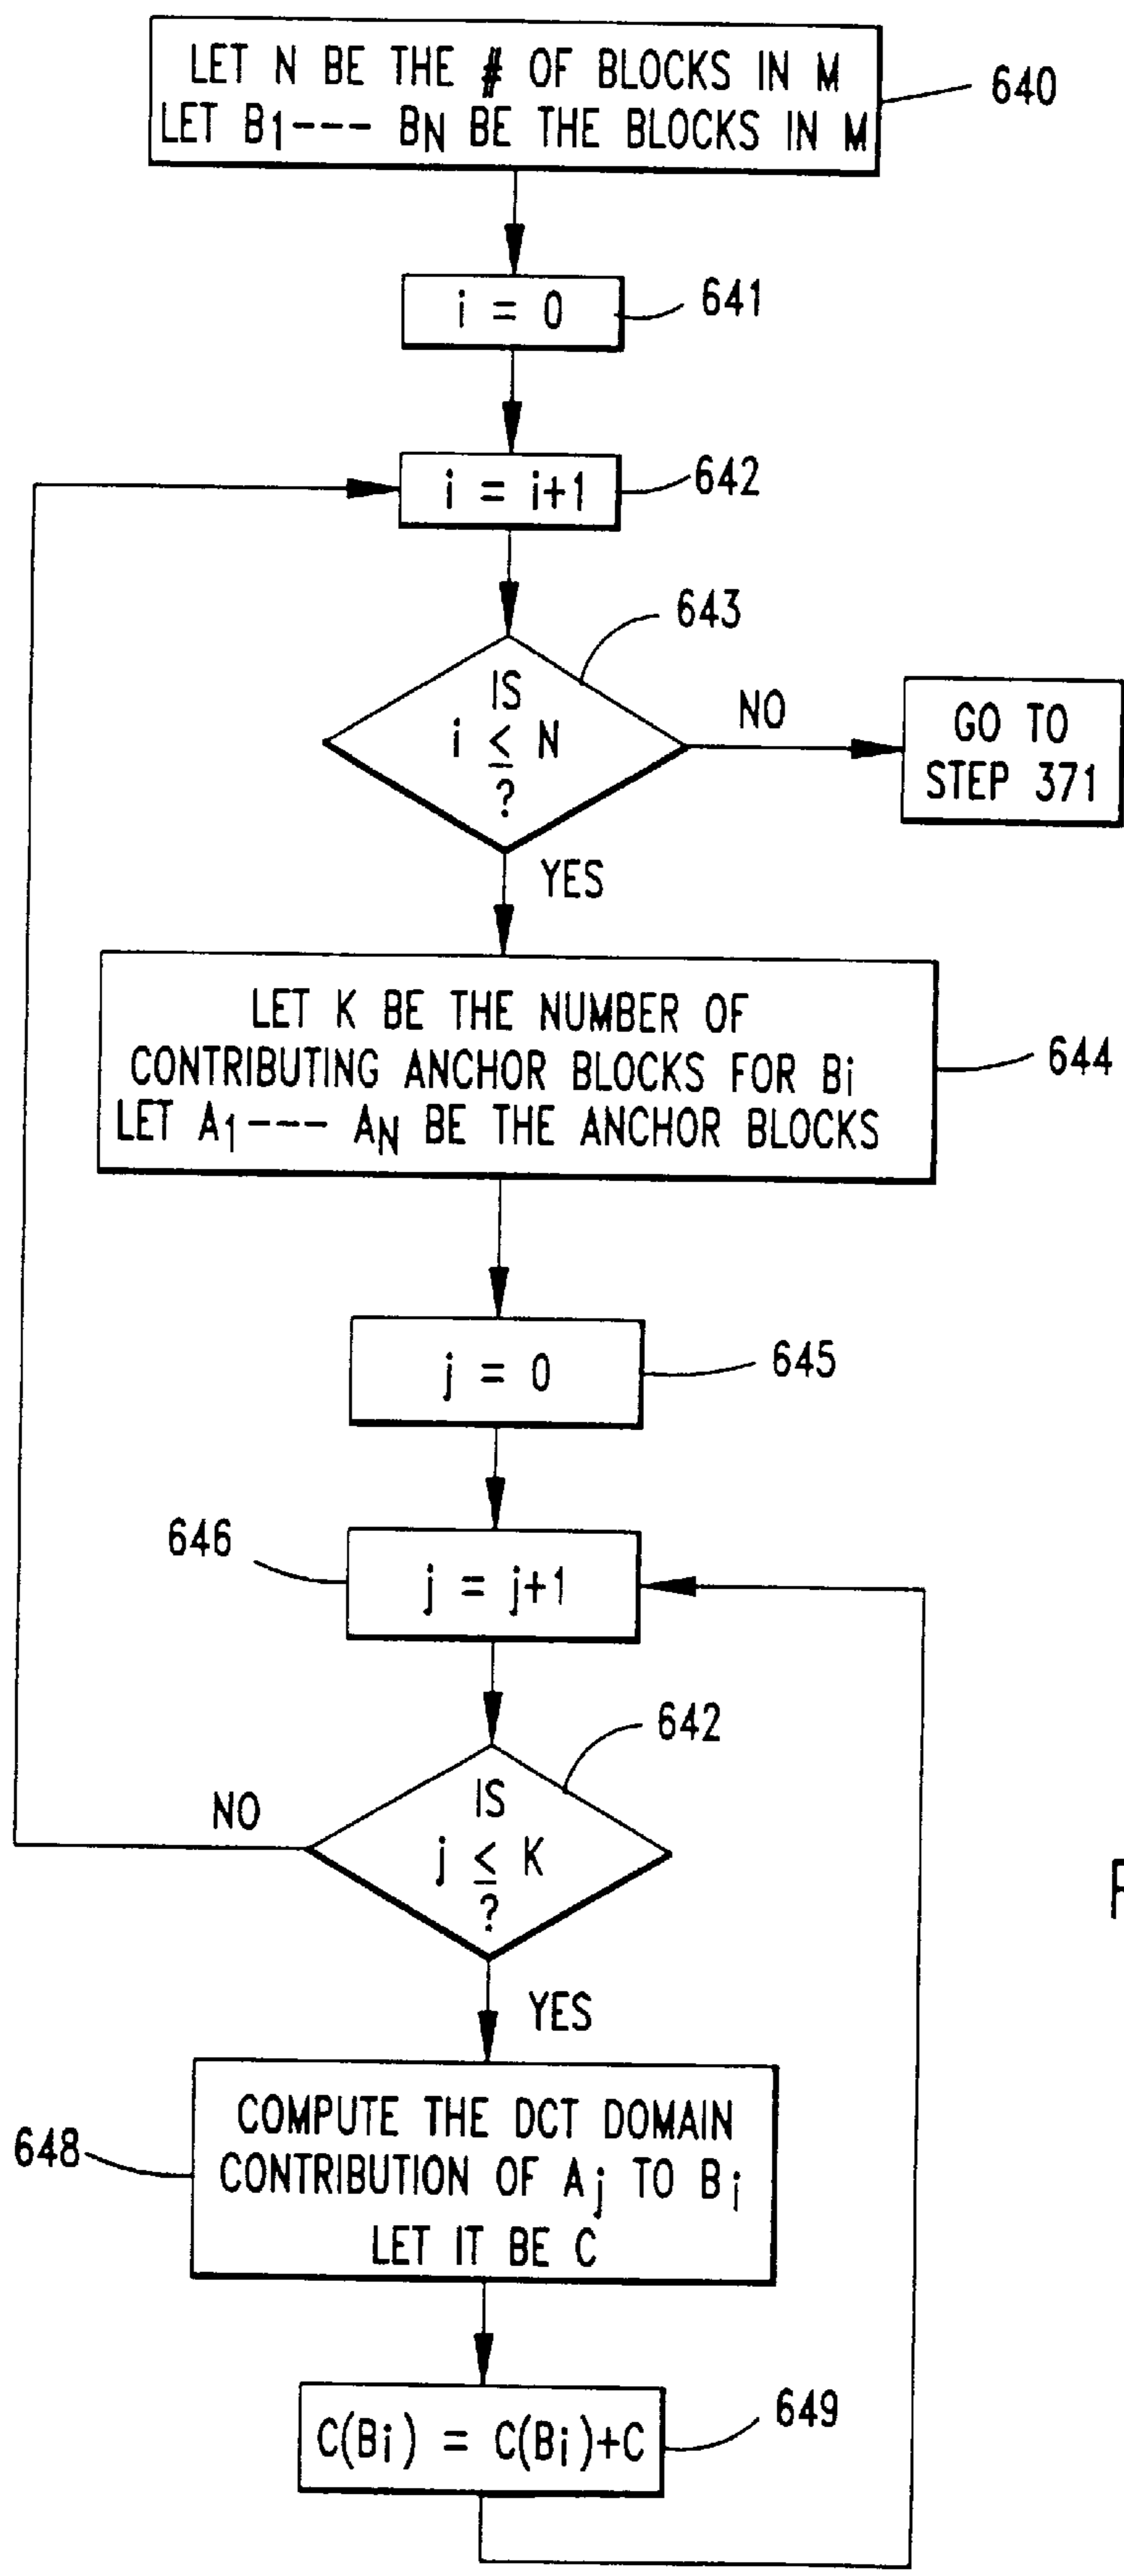 LET N BE THE # OF BLOCKS IN M
LET B1--- BN BE THE BLOCKS IN M
640
i = 0
641
i = i+1
642
643
IS
i ≤ N
?
NO
GO TO
STEP 371
YES
LET K BE THE NUMBER OF
CONTRIBUTING ANCHOR BLOCKS FOR Bi
LET A1--- AN BE THE ANCHOR BLOCKS
644
j = 0
645
646
j = j+1
642
IS
j ≤ K
?
NO
YES
COMPUTE THE DCT DOMAIN
CONTRIBUTION OF Aj TO Bi
LET IT BE C
648
C(Bi) = C(Bi)+C
649